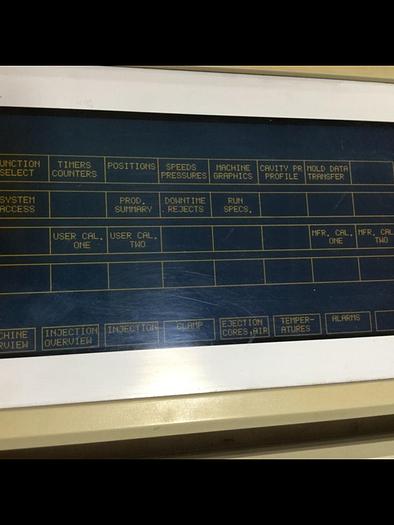 UNCTION TIMERS POSITIONS SPEEDS MACHINE CAVITY PR MOLD DATA
SELECT COUNTERS PRESSURES GRAPHICS PROFILE TRANSFER
SYSTEM PROD. DOWNTIME RUN
ACCESS SUMMARY REJECTS SPECS.
USER CAL. USER CAL. MFR. CAL. MFR. CAL.
ONE TWO ONE TWO
CHINE INJECTION INJECTION CLAMP EJECTION TEMPER- ALARMS
RVIEW OVERVIEW CORES,AIR ATURES